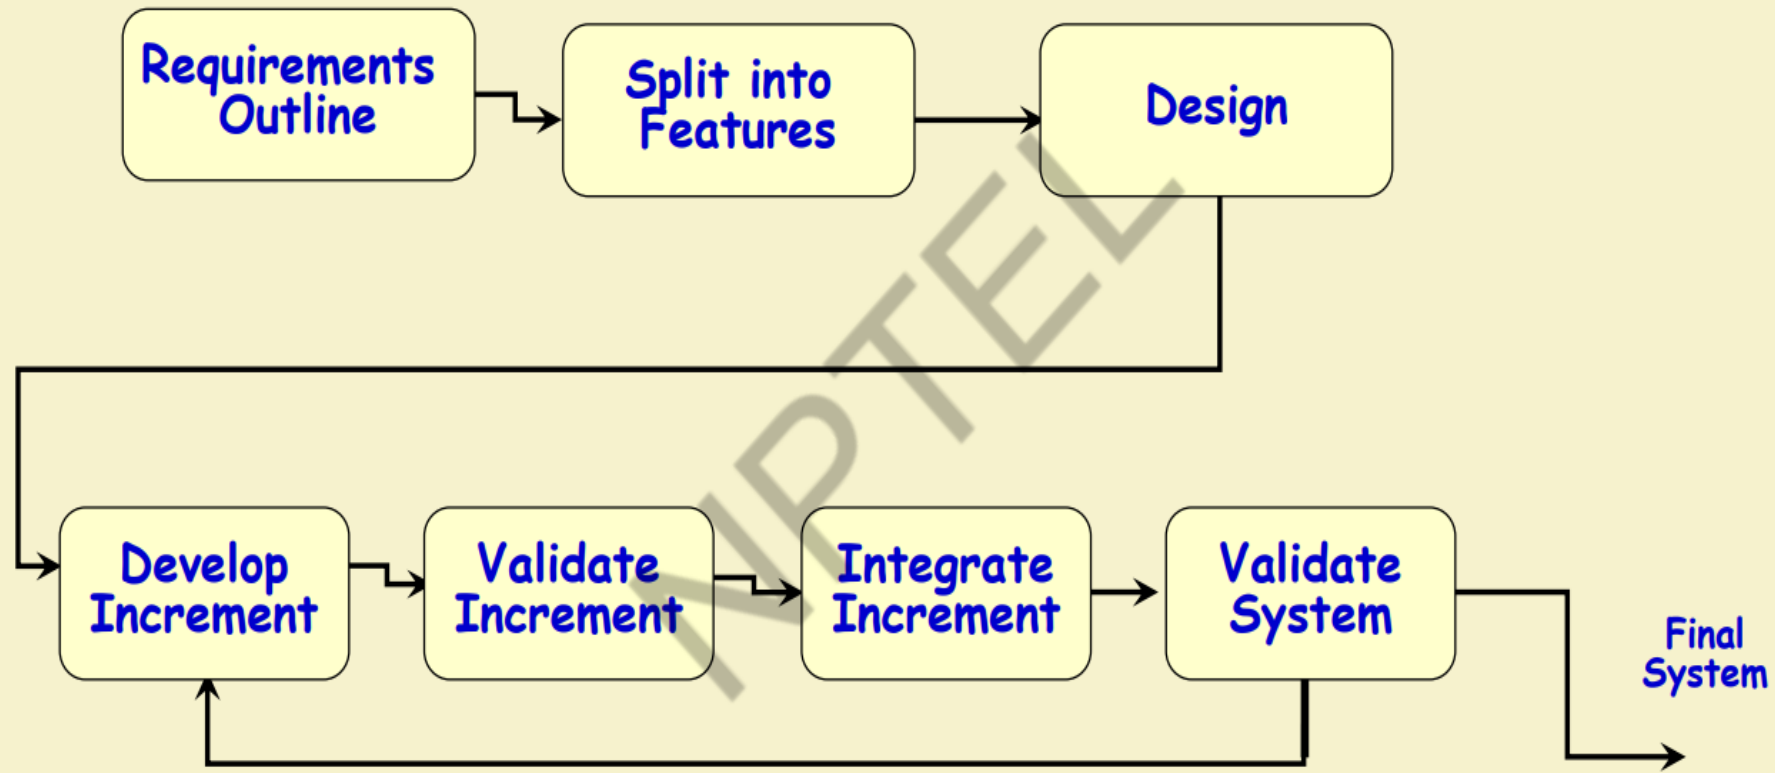 Requirements
Outline
Split into
Features
Design
Develop
Increment
Validate
Increment
Integrate
Increment
Validate
System
Final
System
NPTEL